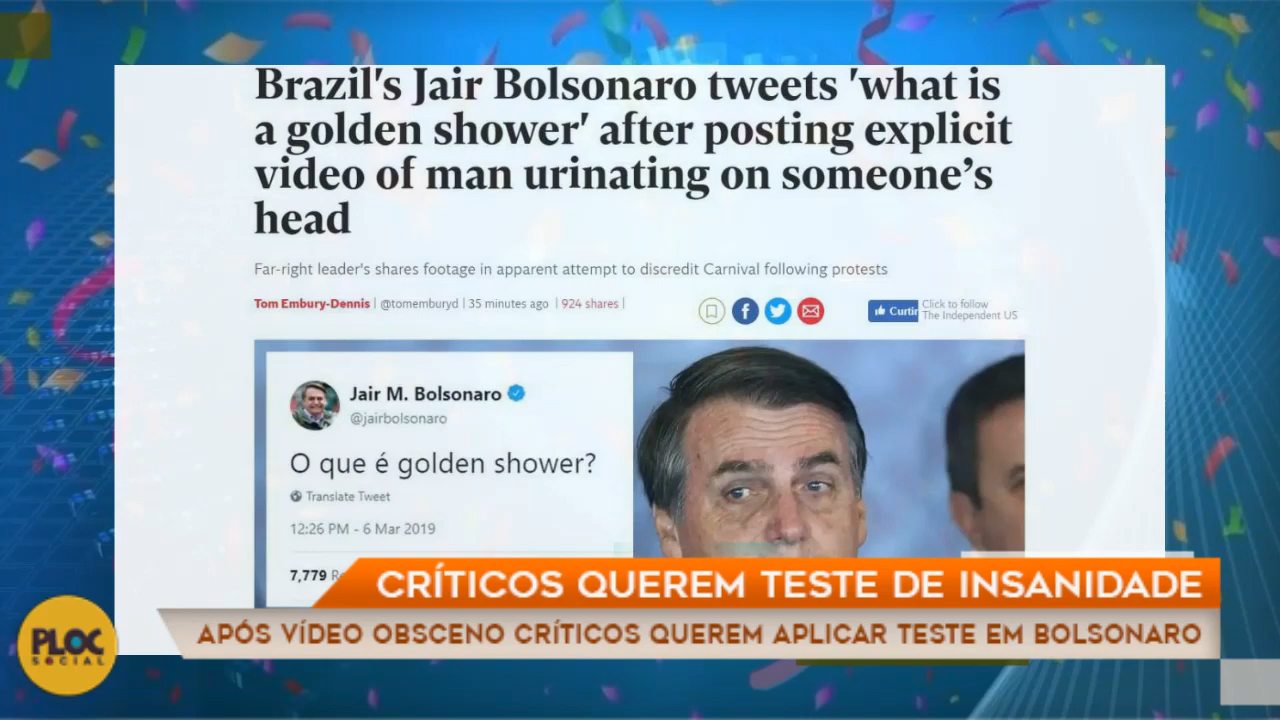 Brazil's Jair Bolsonaro tweets 'what is
a golden shower' after posting explicit
video of man urinating on someone’s
head
Far-right leader's shares footage in apparent attempt to discredit Carnival following protests
Tom Embury-Dennis | @tomemburyd | 35 minutes ago | 924 shares |
Curtir
Click to follow
The Independent US
Jair M. Bolsonaro
@jairbolsonaro
O que é golden shower?
Translate Tweet
12:26 PM - 6 Mar 2019
7,779
CRÍTICOS QUEREM TESTE DE INSANIDADE
APÓS VÍDEO OBSCENO CRÍTICOS QUEREM APLICAR TESTE EM BOLSONARO
PLOC
SOCIAL